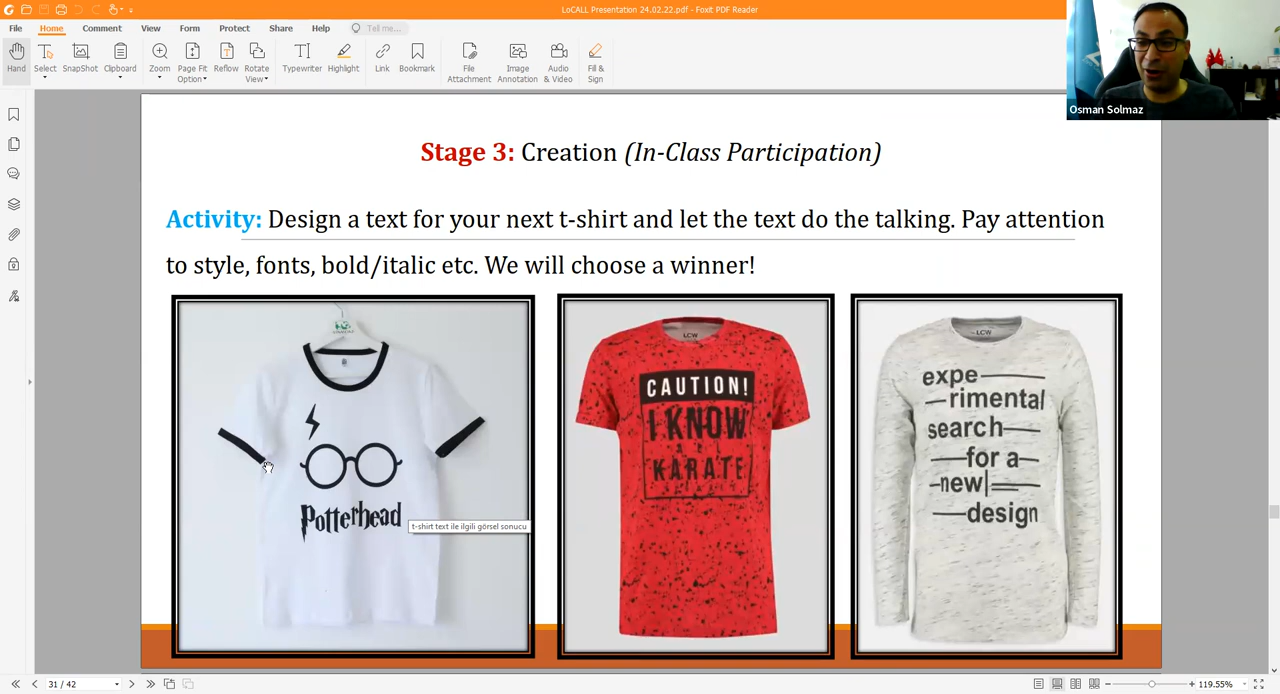 LoCALL Presentation 24.02.22.pdf - Foxit PDF Reader
File Home Comment View Form Protect Share Help Tell me...
Hand Select SnapShot Clipboard Zoom Page Fit Option Reflow Rotate View Typewriter Highlight Link Bookmark File Attachment Image Annotation Audio & Video Fill & Sign
Osman Solmaz
Stage 3: Creation (In-Class Participation)
Activity: Design a text for your next t-shirt and let the text do the talking. Pay attention
to style, fonts, bold/italic etc. We will choose a winner!
Potterhead
t-shirt text ile ilgili görsel sonucu
LCW
CAUTION!
I KNOW
KARATE
LCW
expe
rimental
search
for a
new
design
31 / 42
119.55%